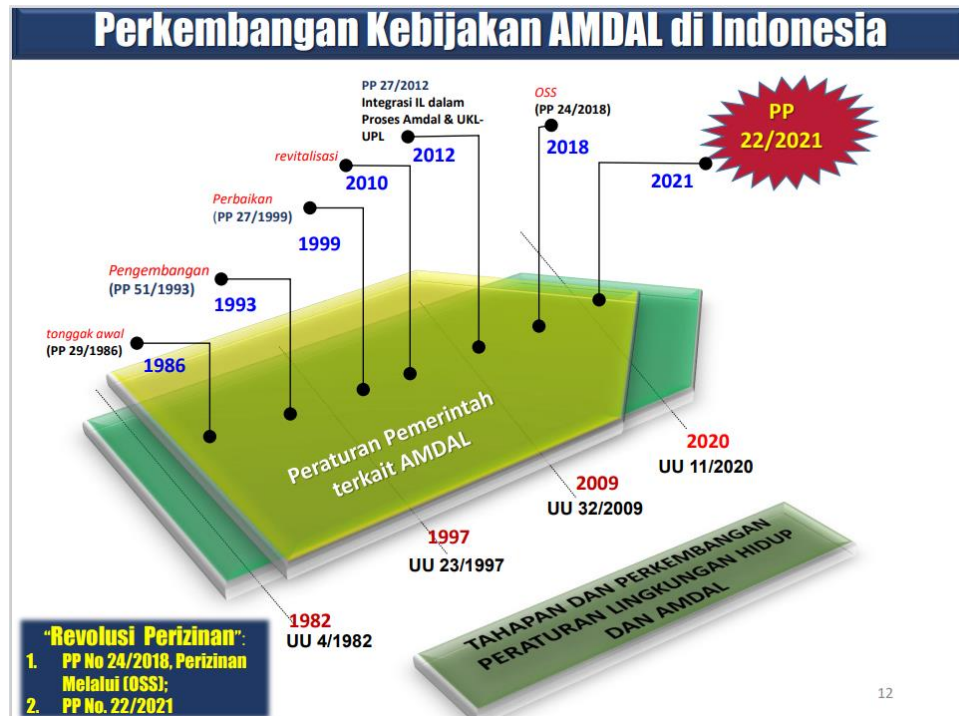 Perkembangan Kebijakan AMDAL di Indonesia
PP 27/2012
Integrasi IL dalam
Proses Amdal & UKL-
UPL
2012
OSS
(PP 24/2018)
2018
PP
22/2021
2021
revitalisasi
2010
Perbaikan
(PP 27/1999)
1999
Pengembangan
(PP 51/1993)
1993
tonggak awal
(PP 29/1986)
1986
Peraturan Pemerintah
terkait AMDAL
2020
UU 11/2020
2009
UU 32/2009
1997
UU 23/1997
1982
UU 4/1982
TAHAPAN DAN PERKEMBANGAN
PERATURAN LINGKUNGAN HIDUP
DAN AMDAL
“Revolusi Perizinan”:
1. PP No 24/2018, Perizinan
Melalui (OSS);
2. PP No. 22/2021
12